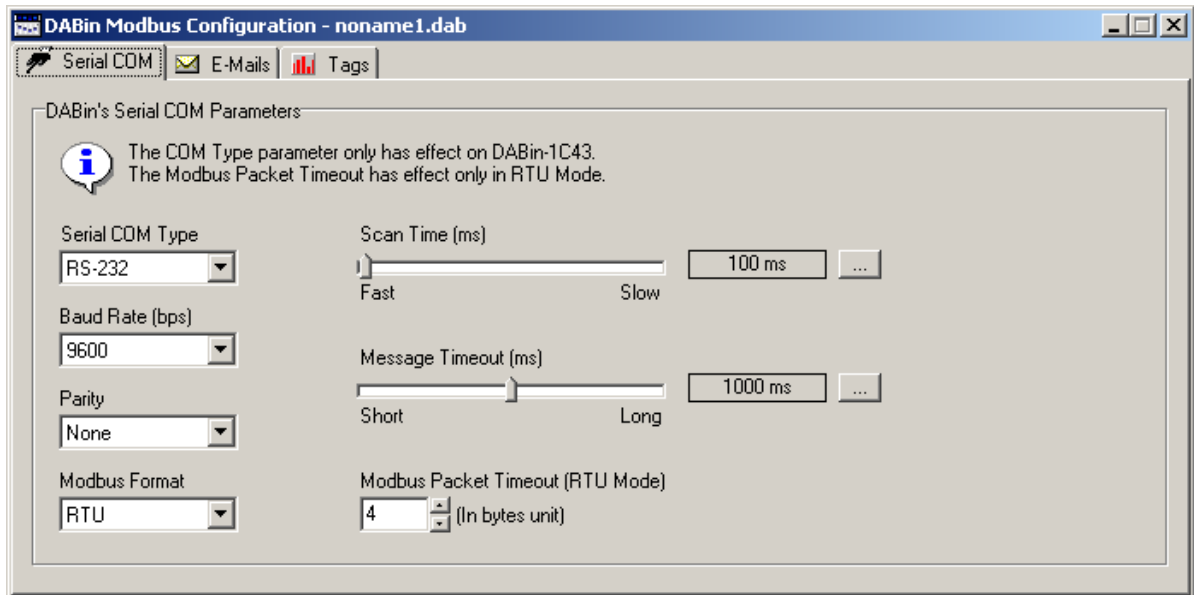 DABin Modbus Configuration - noname1.dab
Serial COM E-Mails Tags
DABin's Serial COM Parameters
The COM Type parameter only has effect on DABin-1C43.
The Modbus Packet Timeout has effect only in RTU Mode.
Serial COM Type
RS-232
Baud Rate (bps)
9600
Parity
None
Modbus Format
RTU
Scan Time (ms)
100 ms ...
Fast Slow
Message Timeout (ms)
1000 ms ...
Short Long
Modbus Packet Timeout (RTU Mode)
4 (In bytes unit)